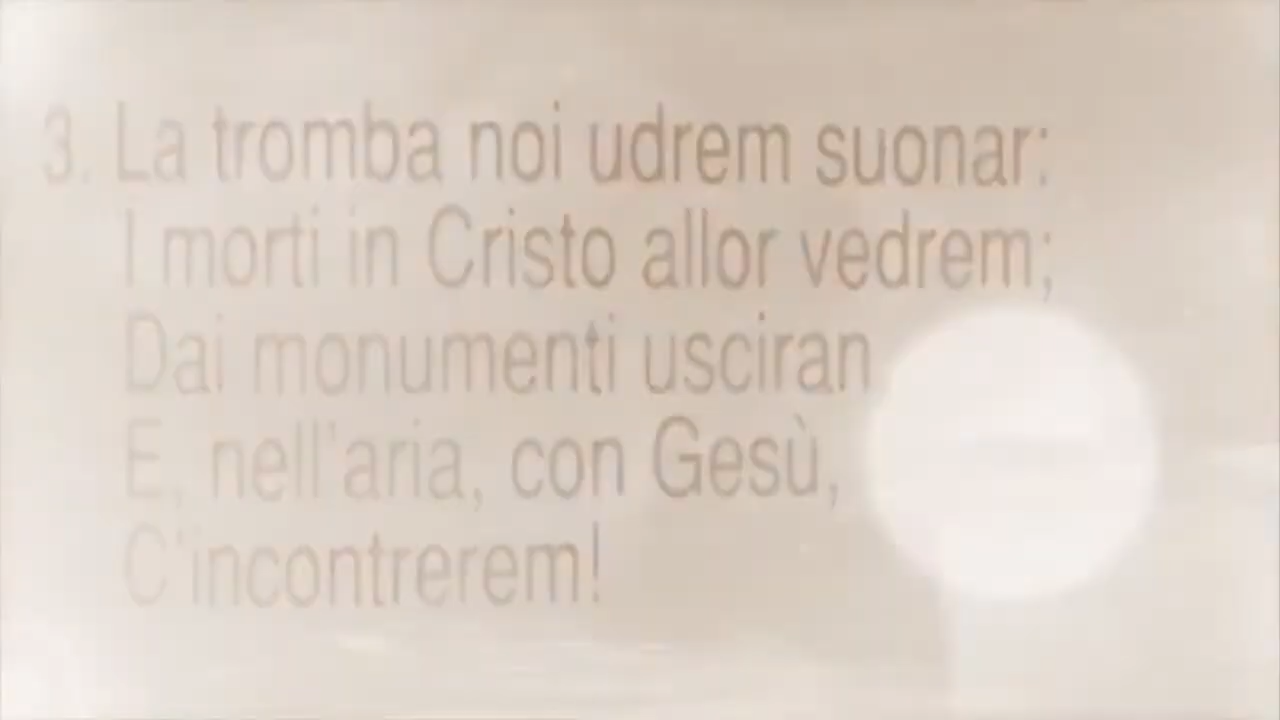 3. La tromba noi udrem suonar:
I morti in Cristo allor vedrem;
Dai monumenti usciran
E, nell'aria, con Gesù,
C'incontrerem!